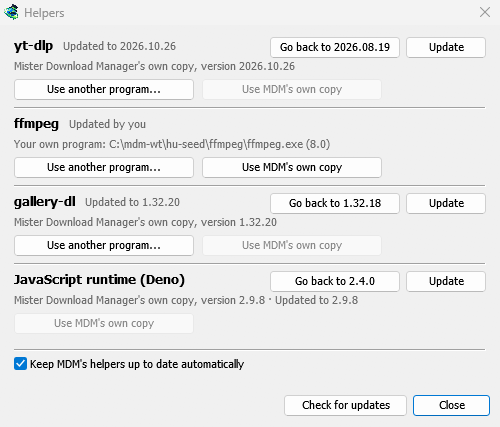 Helpers
yt-dlp Updated to 2026.10.26 Go back to 2026.08.19 Update
Mister Download Manager's own copy, version 2026.10.26
Use another program... Use MDM's own copy
ffmpeg Updated by you
Your own program: C:\mdm-wt\hu-seed\ffmpeg\ffmpeg.exe (8.0)
Use another program... Use MDM's own copy
gallery-dl Updated to 1.32.20 Go back to 1.32.18 Update
Mister Download Manager's own copy, version 1.32.20
Use another program... Use MDM's own copy
JavaScript runtime (Deno) Go back to 2.4.0 Update
Mister Download Manager's own copy, version 2.9.8 · Updated to 2.9.8
Use MDM's own copy
Keep MDM's helpers up to date automatically
Check for updates Close